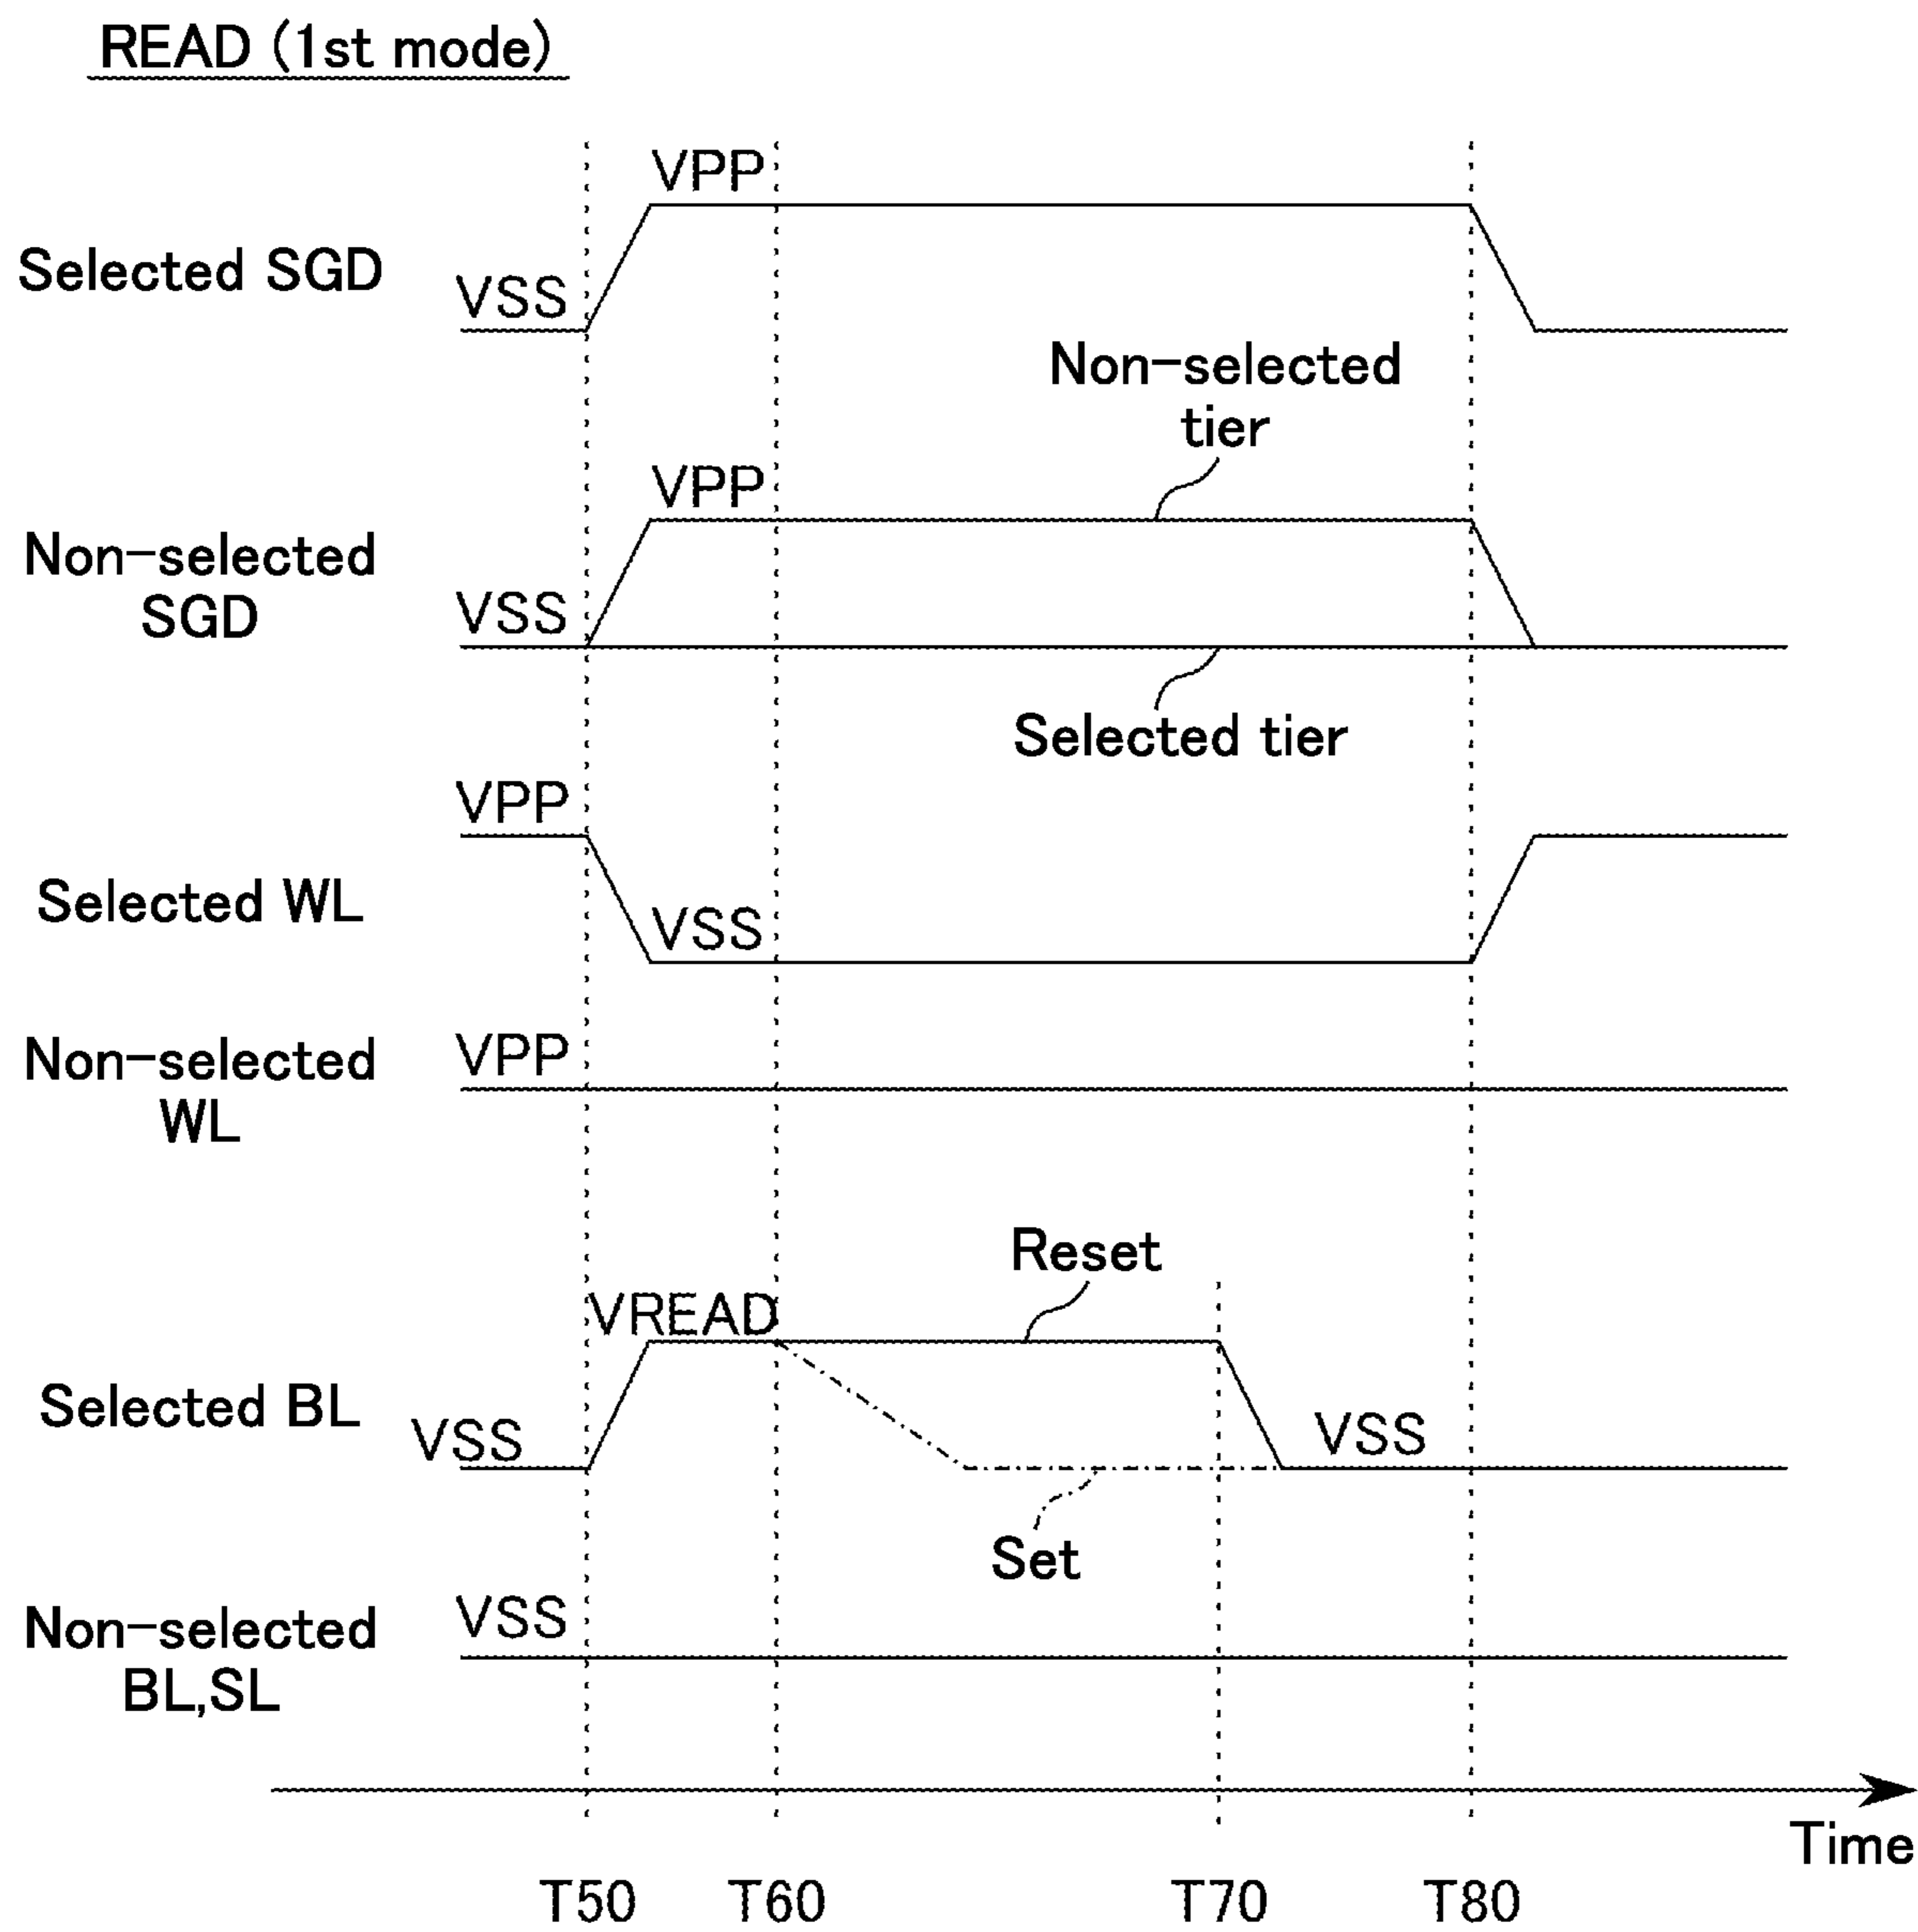 READ (1st mode)
VPP
Selected SGD
VSS
Non-selected
tier
VPP
Non-selected
SGD
VSS
Selected tier
VPP
Selected WL
VSS
Non-selected
WL
VPP
Reset
VREAD
Selected BL
VSS
VSS
Set
Non-selected
BL,SL
VSS
Time
T50 T60 T70 T80